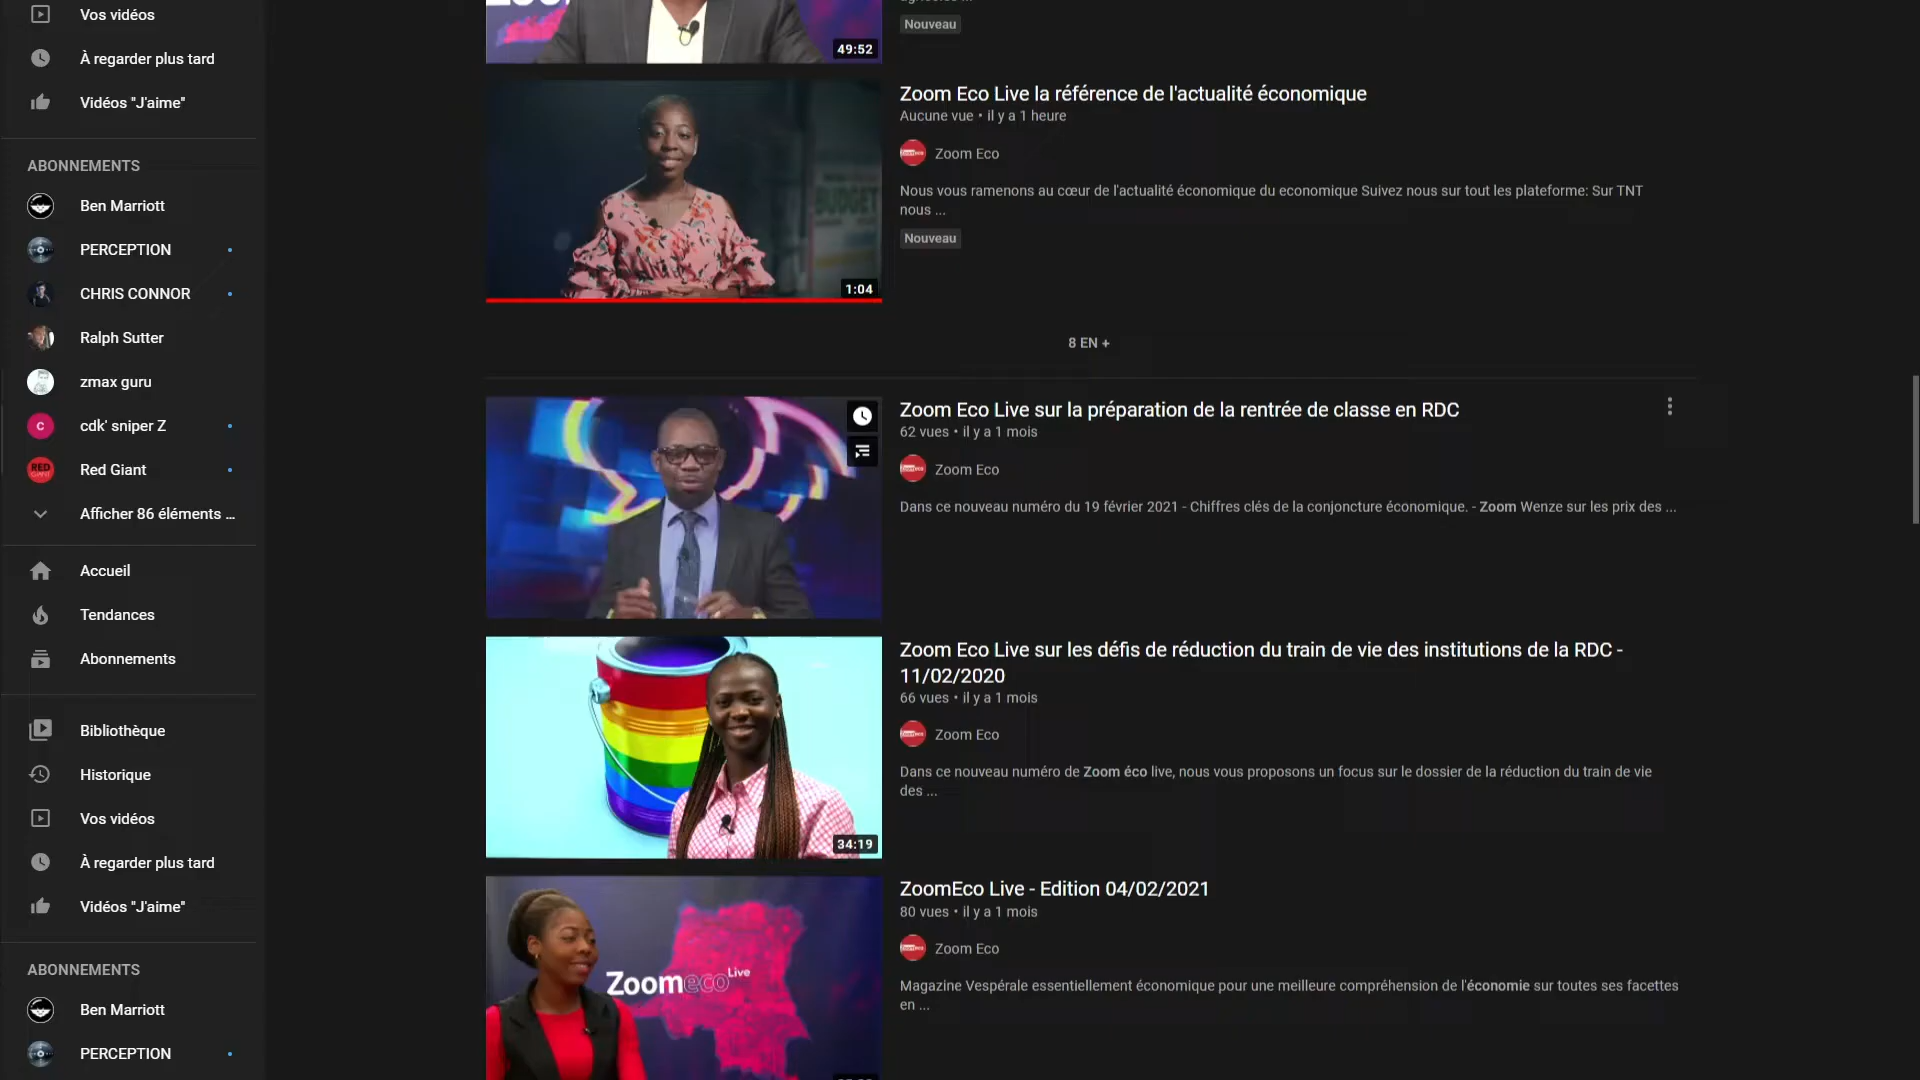 Vos vidéos
À regarder plus tard
Vidéos "J'aime"
ABONNEMENTS
Ben Marriott
PERCEPTION
CHRIS CONNOR
Ralph Sutter
zmax guru
C
cdk' sniper Z
RED
GIANT
Red Giant
Afficher 86 éléments ...
Accueil
Tendances
Abonnements
Bibliothèque
Historique
Vos vidéos
À regarder plus tard
Vidéos "J'aime"
ABONNEMENTS
Ben Marriott
PERCEPTION
49:52
Nouveau
BUDGET
1:04
Zoom Eco Live la référence de l'actualité économique
Aucune vue • il y a 1 heure
Zoom Eco
Nous vous ramenons au cœur de l'actualité économique du economique Suivez nous sur tout les plateforme: Sur TNT
nous ...
Nouveau
8 EN +
Zoom Eco Live sur la préparation de la rentrée de classe en RDC
62 vues • il y a 1 mois
Zoom Eco
Dans ce nouveau numéro du 19 février 2021 - Chiffres clés de la conjoncture économique. - Zoom Wenze sur les prix des ...
34:19
Zoom Eco Live sur les défis de réduction du train de vie des institutions de la RDC -
11/02/2020
66 vues • il y a 1 mois
Zoom Eco
Dans ce nouveau numéro de Zoom éco live, nous vous proposons un focus sur le dossier de la réduction du train de vie
des ...
Zoomeco Live
ZoomEco Live - Edition 04/02/2021
80 vues • il y a 1 mois
Zoom Eco
Magazine Vespérale essentiellement économique pour une meilleure compréhension de l'économie sur toutes ses facettes
en ...